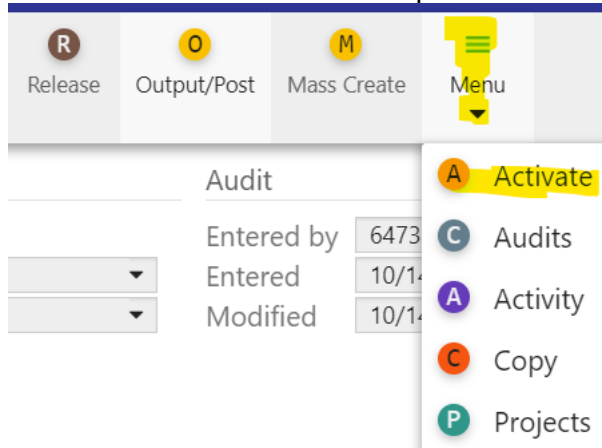 R O M
Release Output/Post Mass Create Menu
Audit
Entered by 6473
Entered 10/14
Modified 10/14
A Activate
C Audits
A Activity
C Copy
P Projects